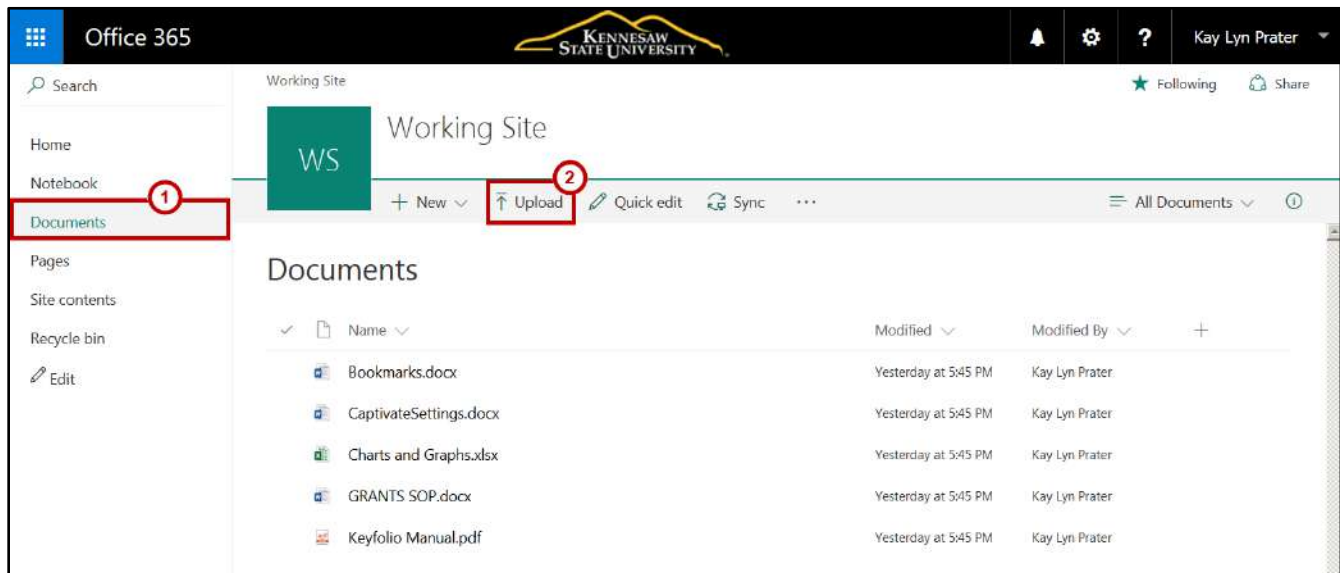 Office 365
KENNESAW
STATE UNIVERSITY
?
Kay Lyn Prater
Search
Working Site
Following
Share
WS
Working Site
Home
Notebook
1
Documents
2
+ New
Upload
Quick edit
Sync
...
All Documents
Pages
Site contents
Recycle bin
Edit
Documents
Name
Modified
Modified By
+
Bookmarks.docx
Yesterday at 5:45 PM
Kay Lyn Prater
CaptivateSettings.docx
Yesterday at 5:45 PM
Kay Lyn Prater
Charts and Graphs.xlsx
Yesterday at 5:45 PM
Kay Lyn Prater
GRANTS SOP.docx
Yesterday at 5:45 PM
Kay Lyn Prater
Keyfolio Manual.pdf
Yesterday at 5:45 PM
Kay Lyn Prater